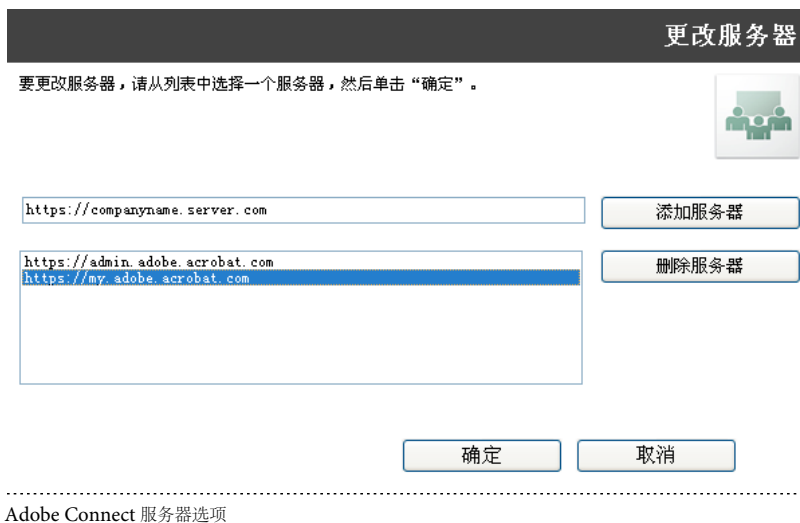 更改服务器
要更改服务器，请从列表中选择一个服务器，然后单击“确定”。
https://companyname.server.com
添加服务器
https://admin.adobe.acrobat.com
https://my.adobe.acrobat.com
删除服务器
确定
取消
Adobe Connect 服务器选项